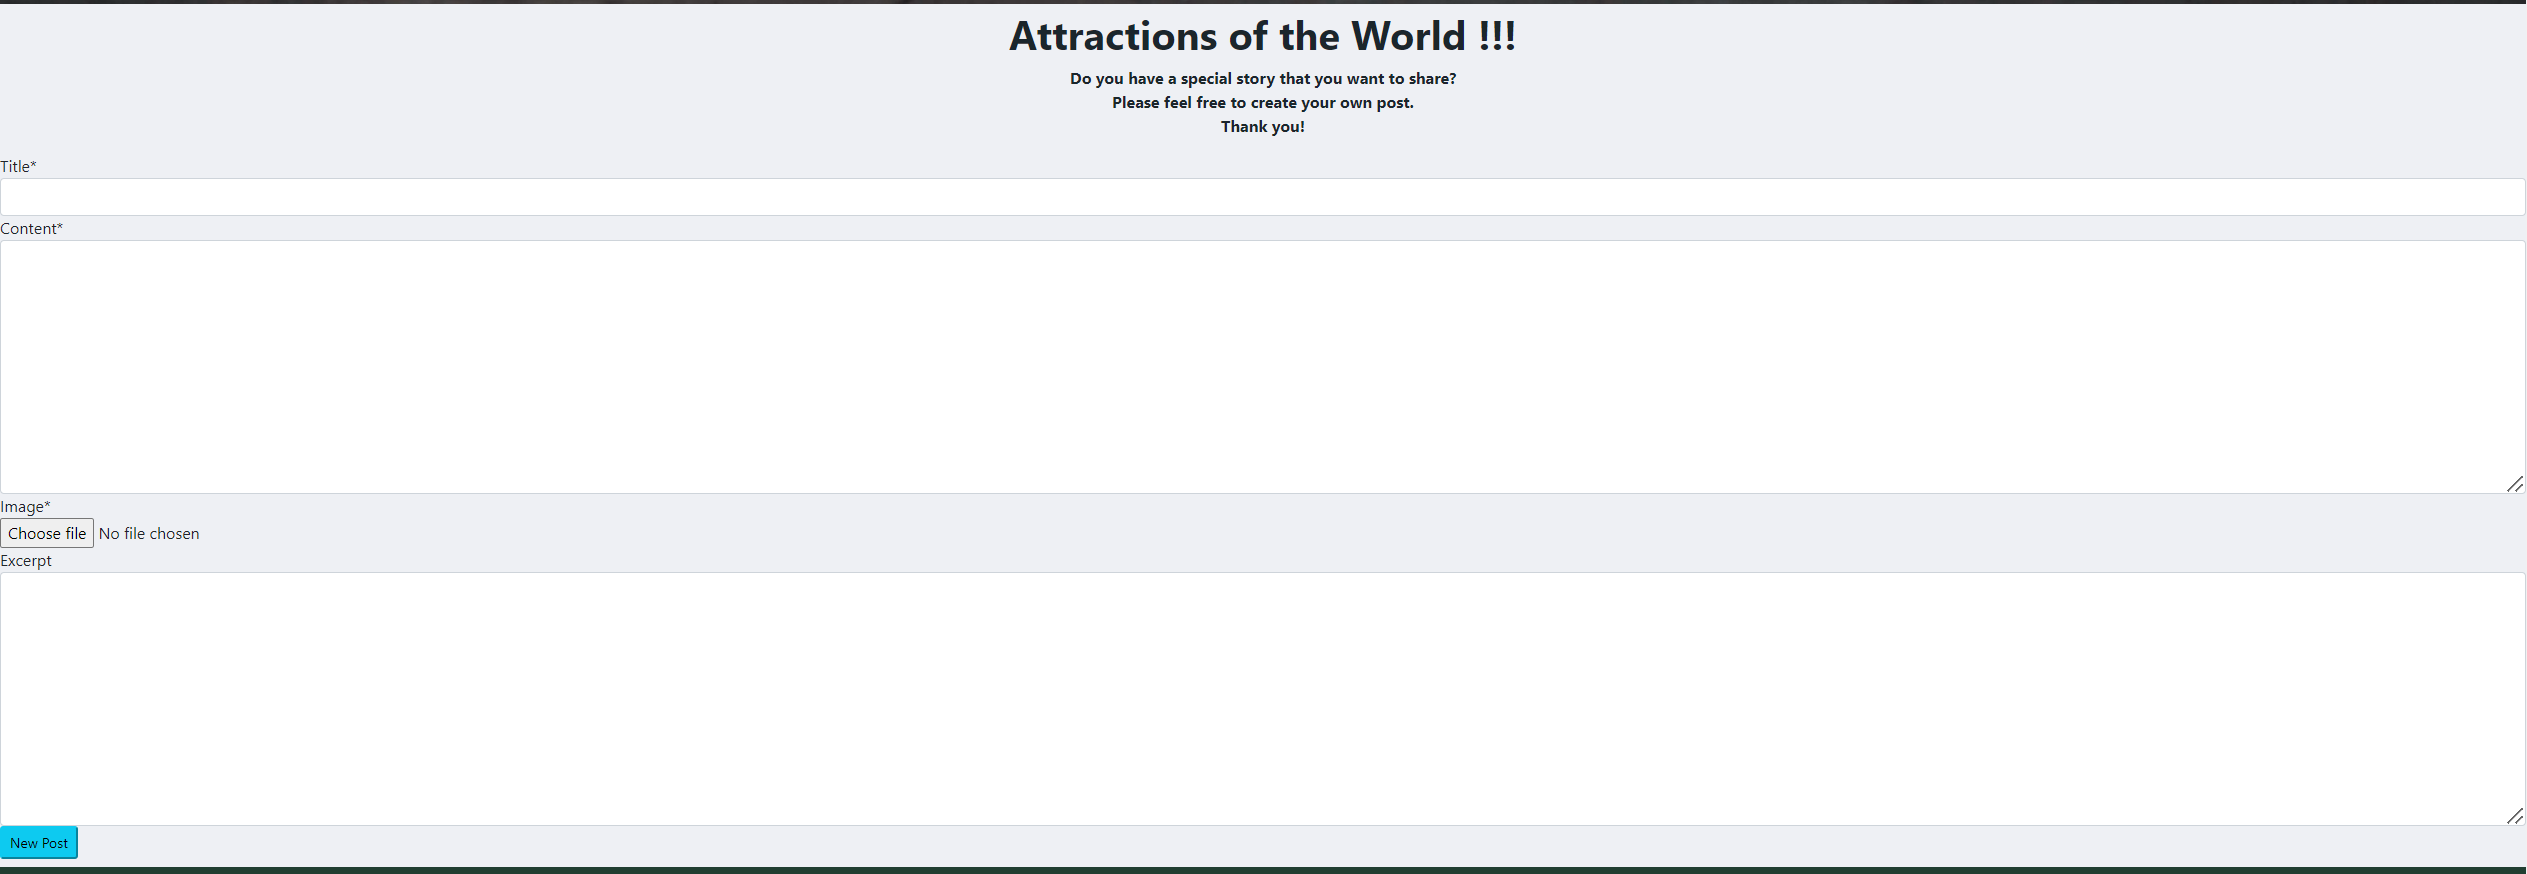 Attractions of the World !!!
Do you have a special story that you want to share?
Please feel free to create your own post.
Thank you!
Title*
Content*
Image*
Choose file No file chosen
Excerpt
New Post